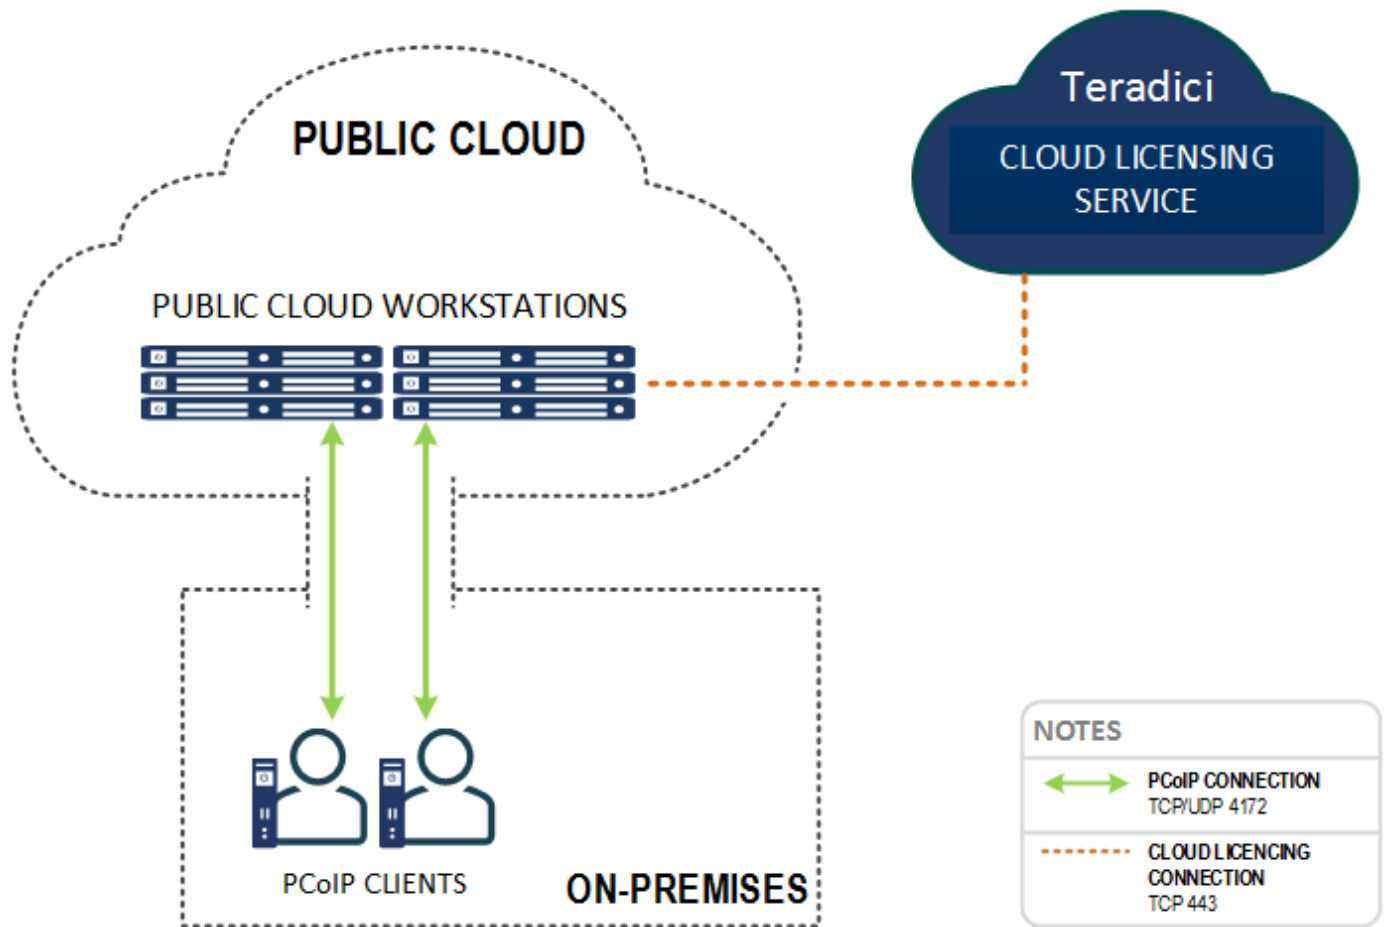 PUBLIC CLOUD
Teradici
CLOUD LICENSING
SERVICE
PUBLIC CLOUD WORKSTATIONS
PCoIP CLIENTS
ON-PREMISES
NOTES
PCoIP CONNECTION
TCP/UDP 4172
CLOUD LICENCING
CONNECTION
TCP 443